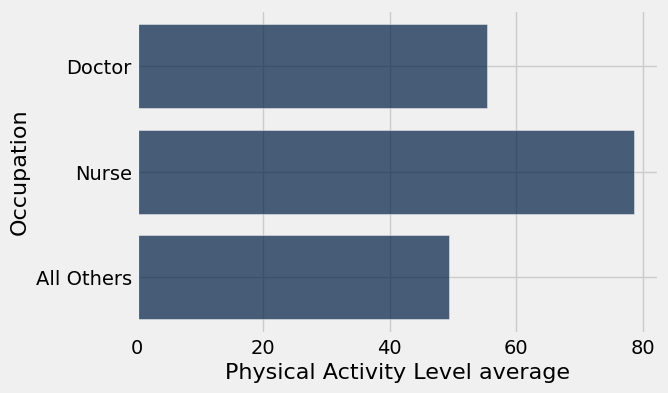 Doctor
Nurse
All Others
Occupation
0 20 40 60 80
Physical Activity Level average